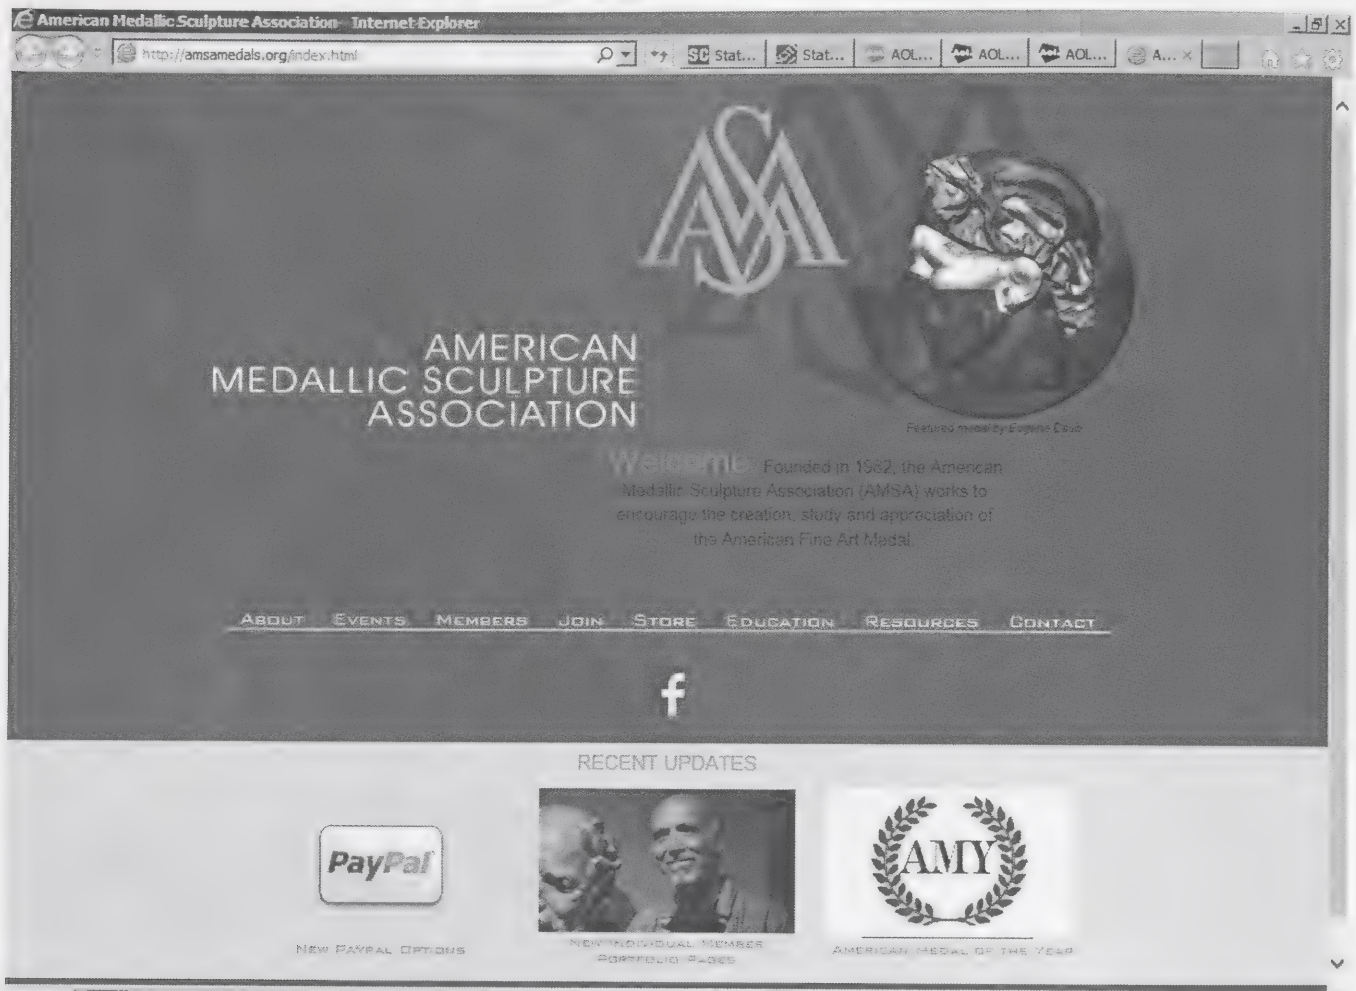 American Medallic Sculpture Association - Internet Explorer
http://amsamedals.org/index.html
SC Stat... Stat... AOL... Aol. AOL... Aol. AOL... A... ×
AMSA
AMERICAN
MEDALLIC SCULPTURE
ASSOCIATION
Featured medal by Eugene Daub
Welcome Founded in 1982, the American
Medallic Sculpture Association (AMSA) works to
encourage the creation, study and appreciation of
the American Fine Art Medal.
ABOUT EVENTS MEMBERS JOIN STORE EDUCATION RESOURCES CONTACT
f
RECENT UPDATES
PayPal
AMY
NEW PAYPAL OPTIONS
NEW INDIVIDUAL MEMBER
PORTFOLIO PAGES
AMERICAN MEDAL OF THE YEAR